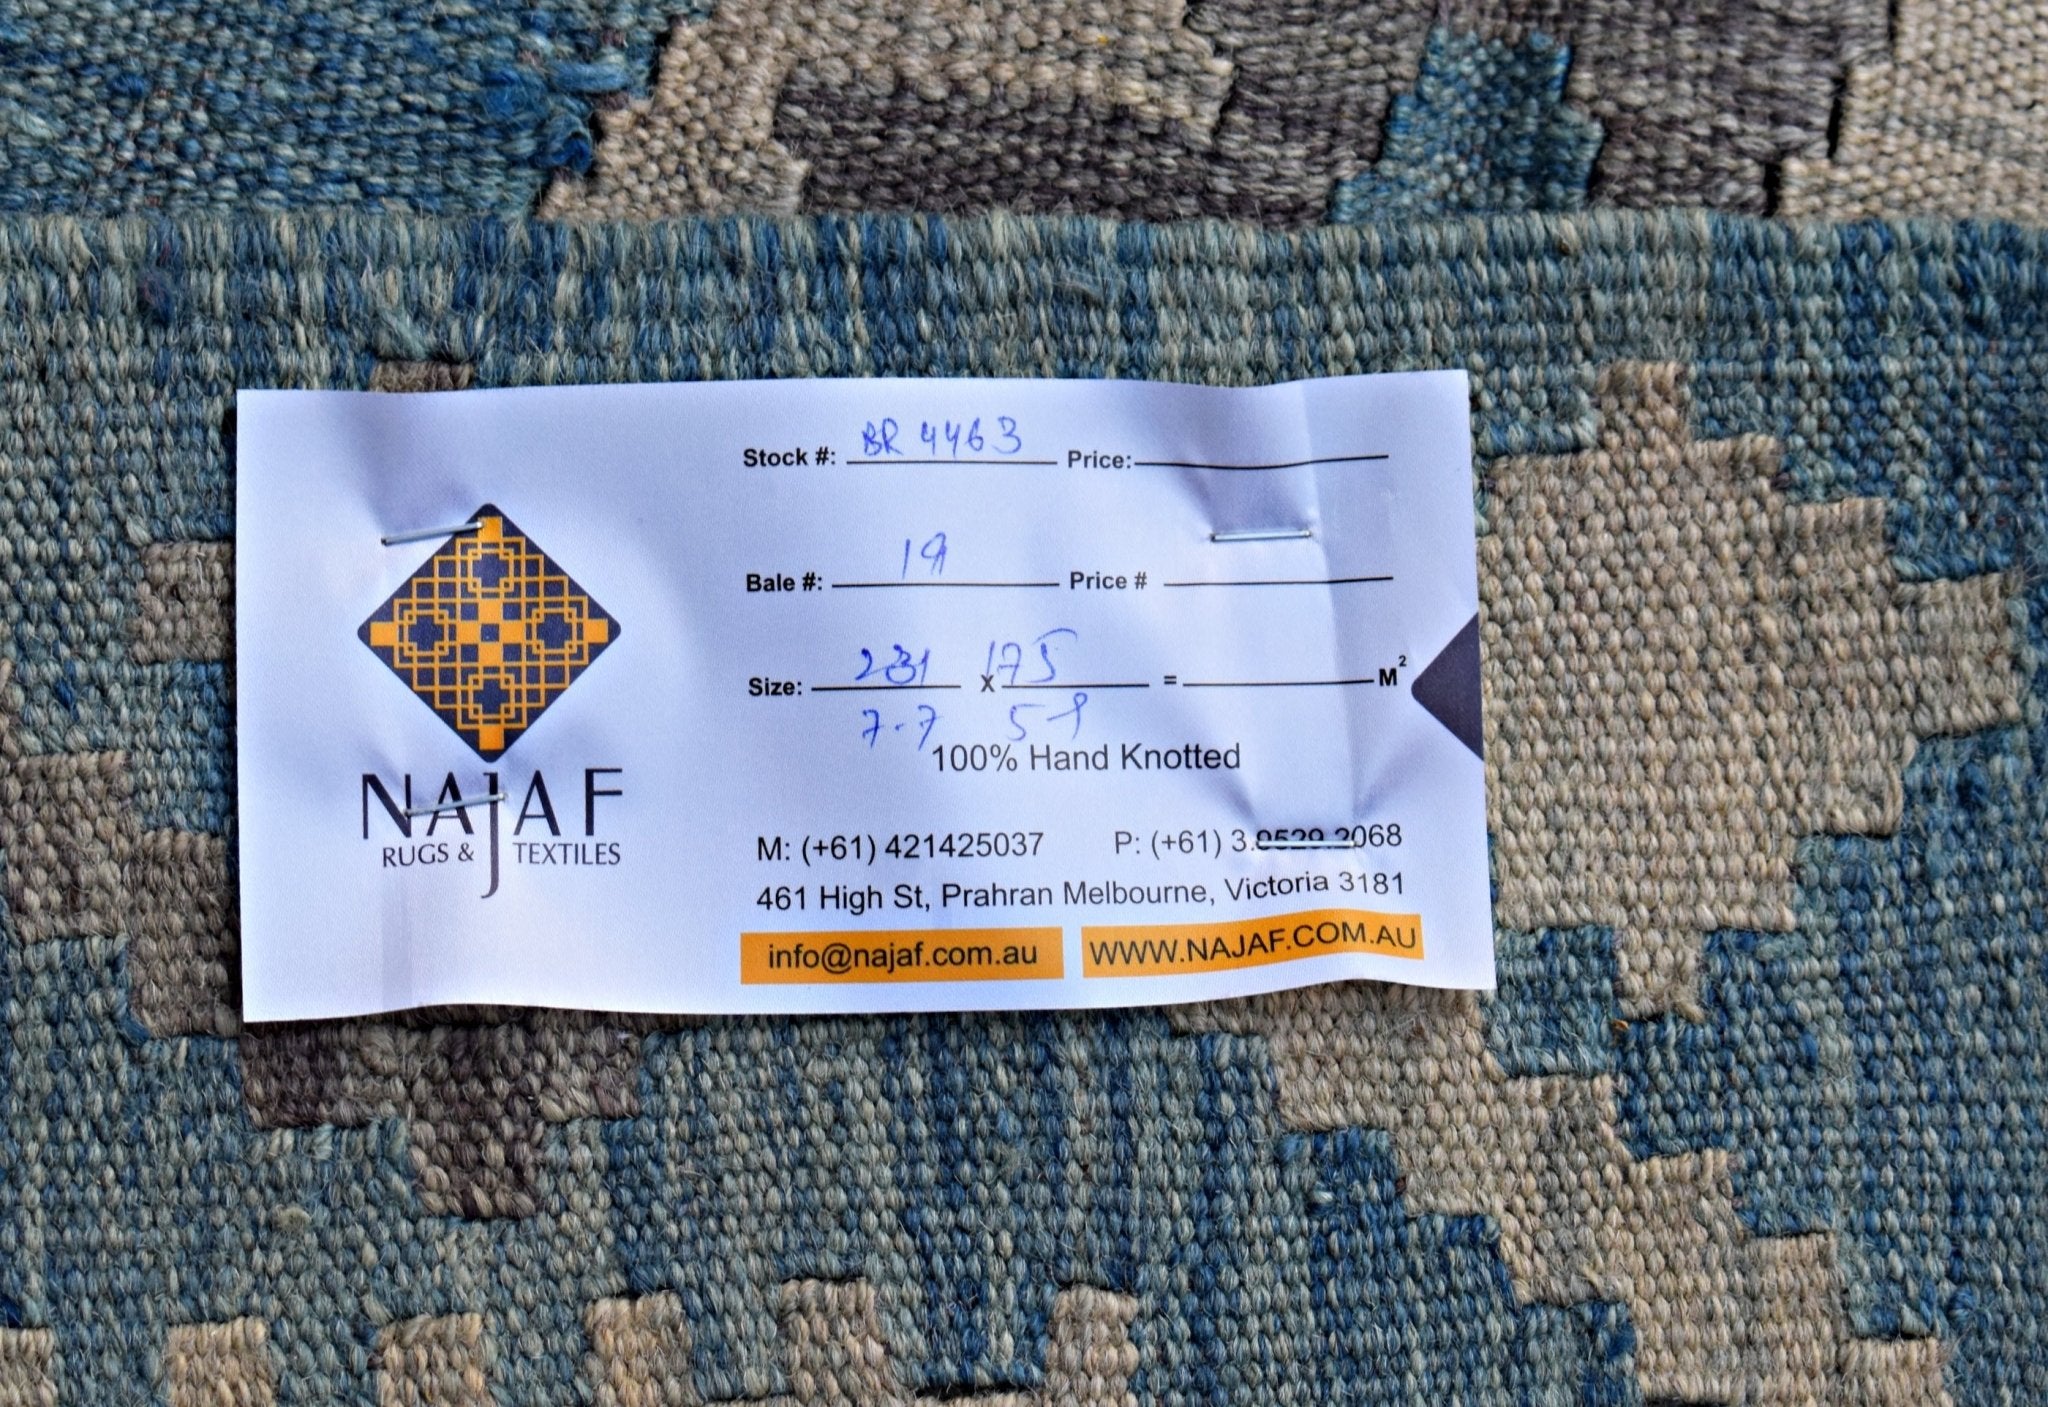 Stock #: BR 4463 Price:
Bale #: 19 Price #
Size: 231 x 175 = M²
7.7 5 9
100% Hand Knotted
NAJAF
RUGS & TEXTILES
M: (+61) 421425037 P: (+61) 3.9529.2068
461 High St, Prahran Melbourne, Victoria 3181
info@najaf.com.au WWW.NAJAF.COM.AU